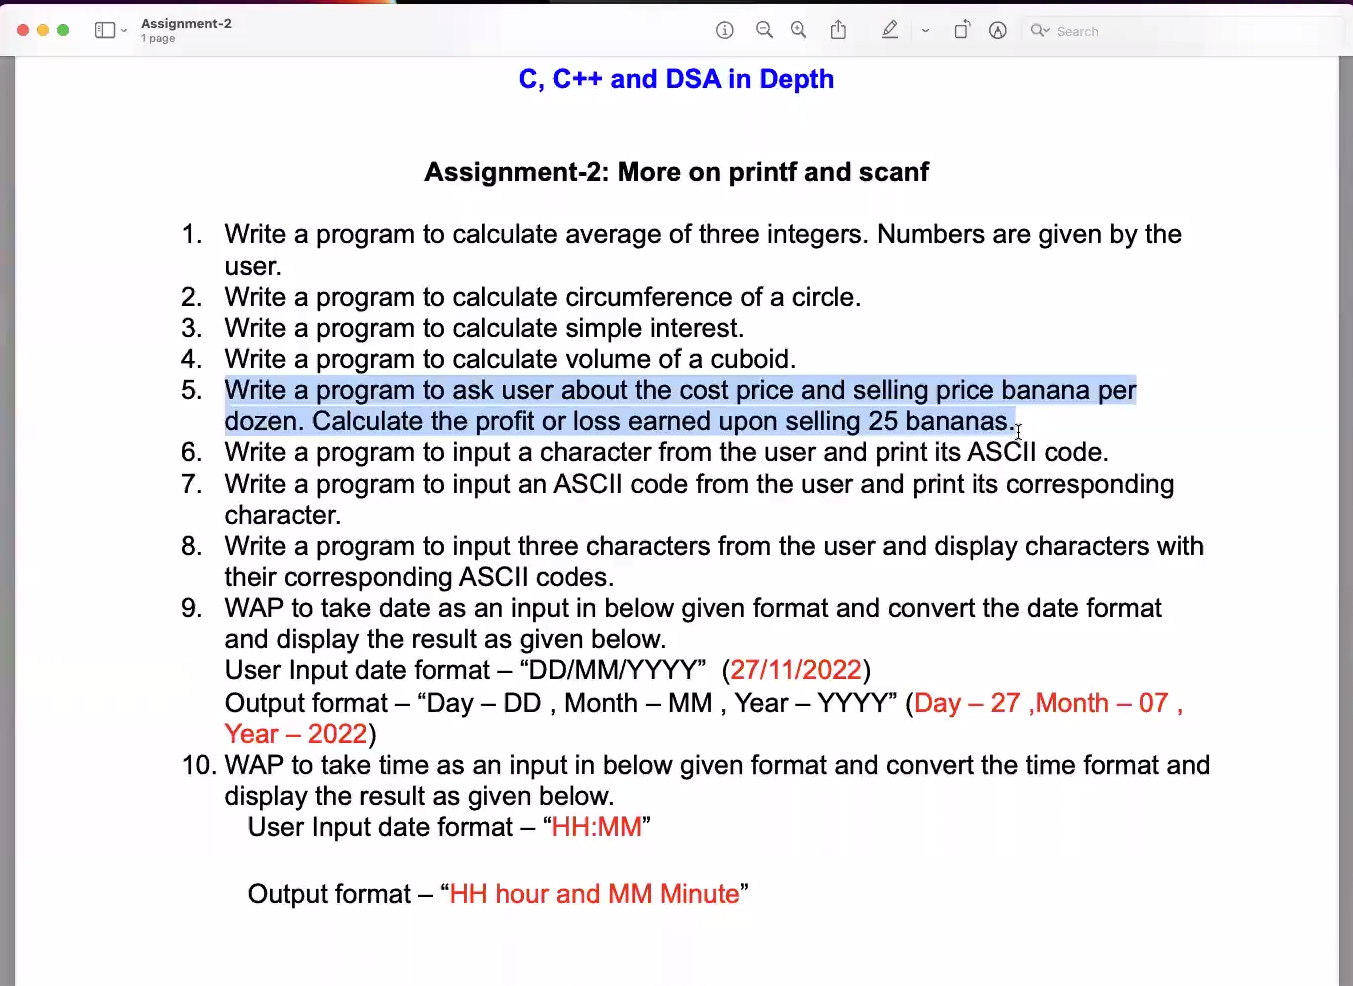 Assignment-2
1 page
Search
C, C++ and DSA in Depth
Assignment-2: More on printf and scanf
1. Write a program to calculate average of three integers. Numbers are given by the
user.
2. Write a program to calculate circumference of a circle.
3. Write a program to calculate simple interest.
4. Write a program to calculate volume of a cuboid.
5. Write a program to ask user about the cost price and selling price banana per
dozen. Calculate the profit or loss earned upon selling 25 bananas.
6. Write a program to input a character from the user and print its ASCII code.
7. Write a program to input an ASCII code from the user and print its corresponding
character.
8. Write a program to input three characters from the user and display characters with
their corresponding ASCII codes.
9. WAP to take date as an input in below given format and convert the date format
and display the result as given below.
User Input date format – “DD/MM/YYYY” (27/11/2022)
Output format – “Day – DD , Month – MM , Year – YYYY” (Day – 27 ,Month – 07 ,
Year – 2022)
10. WAP to take time as an input in below given format and convert the time format and
display the result as given below.
User Input date format – “HH:MM”
Output format – “HH hour and MM Minute”